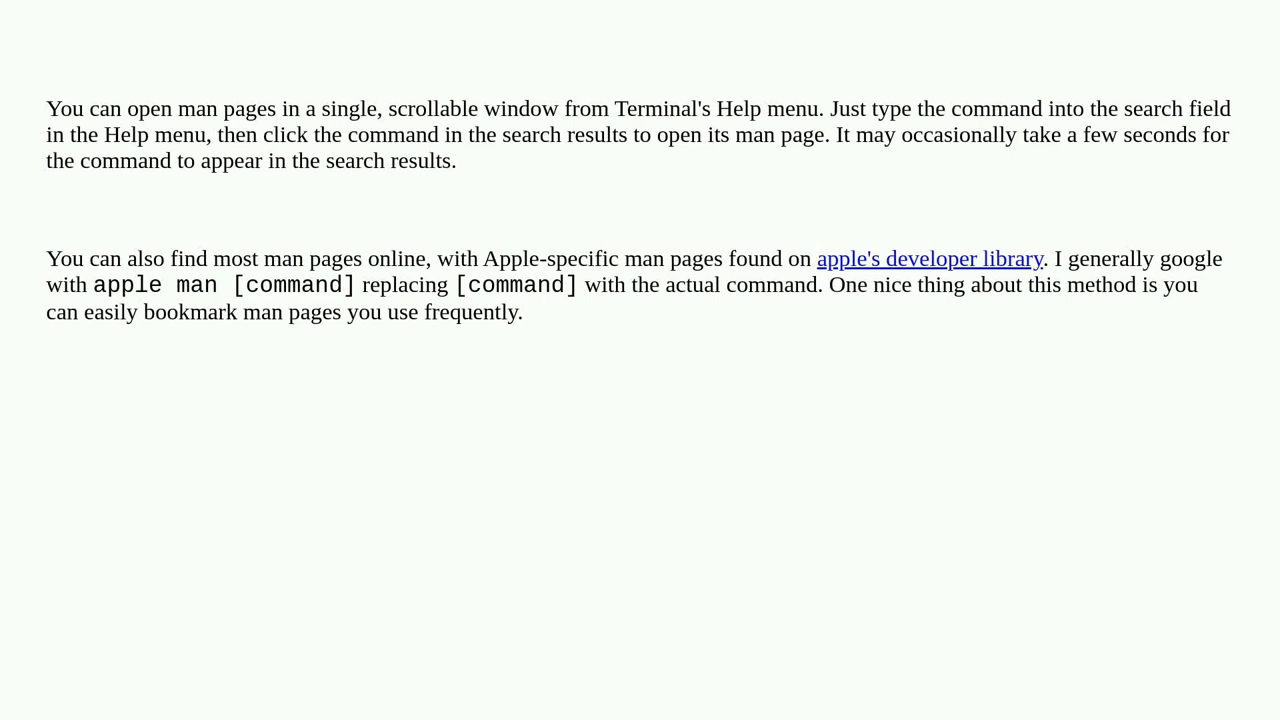 You can open man pages in a single, scrollable window from Terminal's Help menu. Just type the command into the search field
in the Help menu, then click the command in the search results to open its man page. It may occasionally take a few seconds for
the command to appear in the search results.
You can also find most man pages online, with Apple-specific man pages found on apple's developer library. I generally google
with apple man [command] replacing [command] with the actual command. One nice thing about this method is you
can easily bookmark man pages you use frequently.